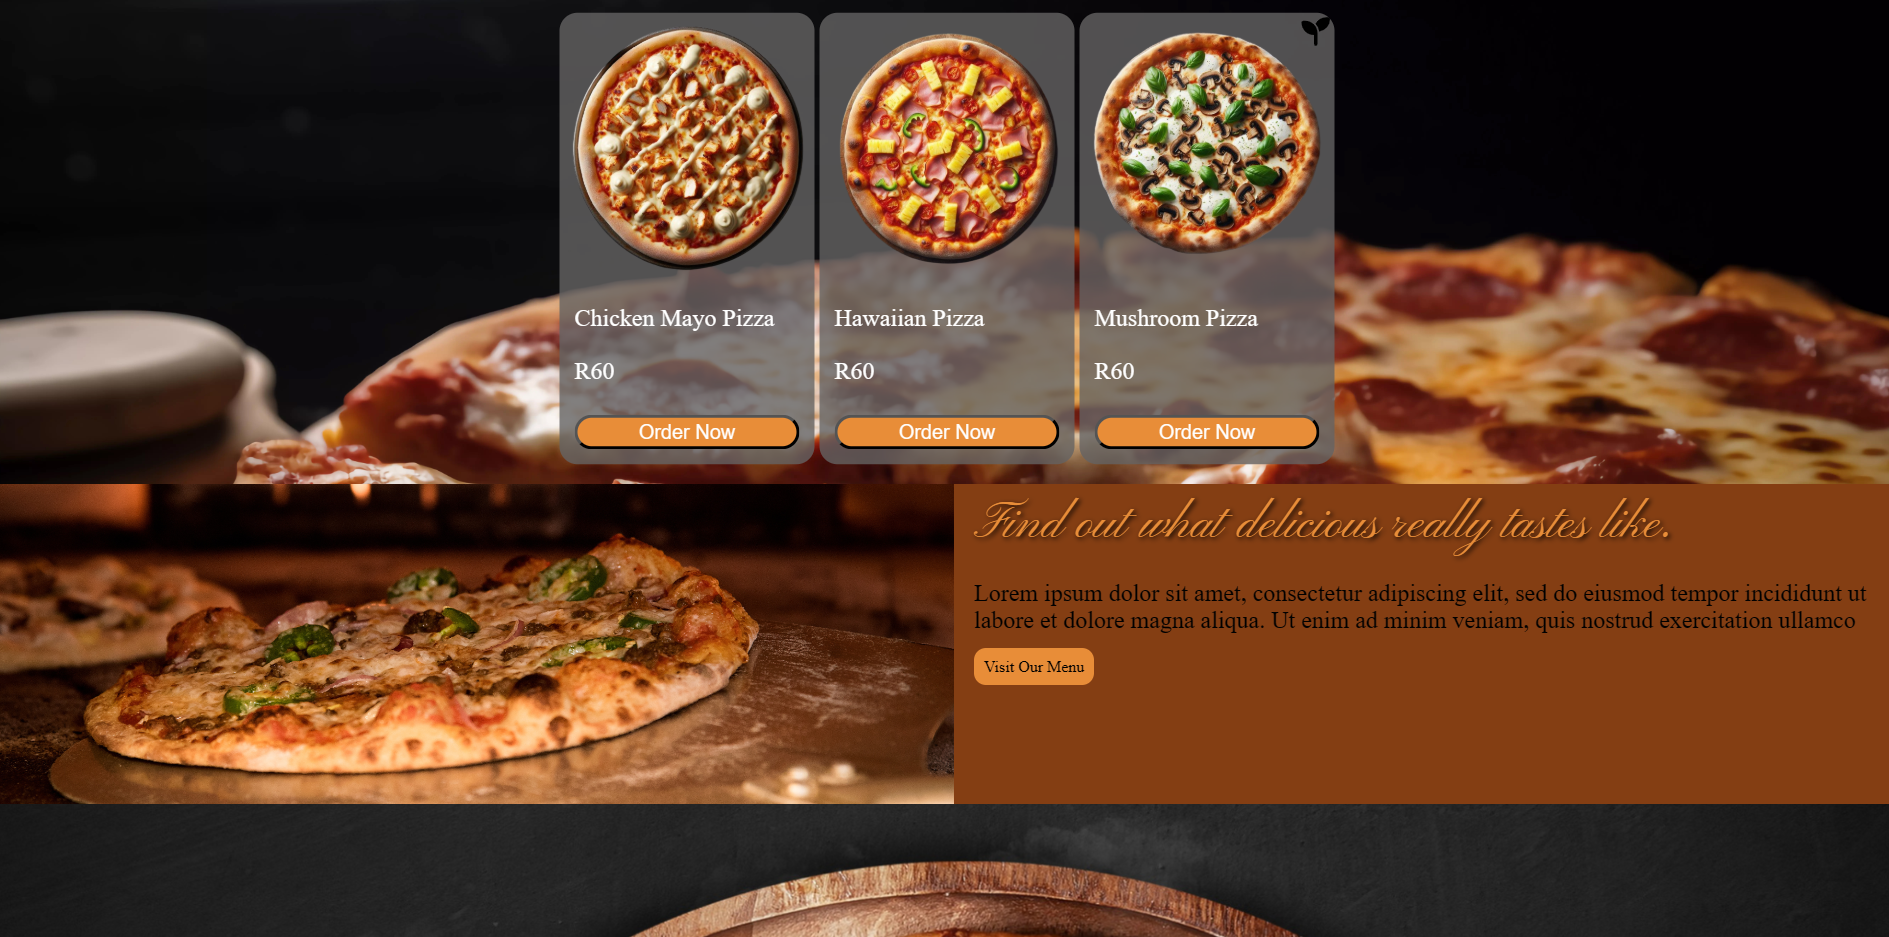 Chicken Mayo Pizza
R60
Order Now
Hawaiian Pizza
R60
Order Now
Mushroom Pizza
R60
Order Now
Find out what delicious really tastes like.
Lorem ipsum dolor sit amet, consectetur adipiscing elit, sed do eiusmod tempor incididunt ut
labore et dolore magna aliqua. Ut enim ad minim veniam, quis nostrud exercitation ullamco
Visit Our Menu